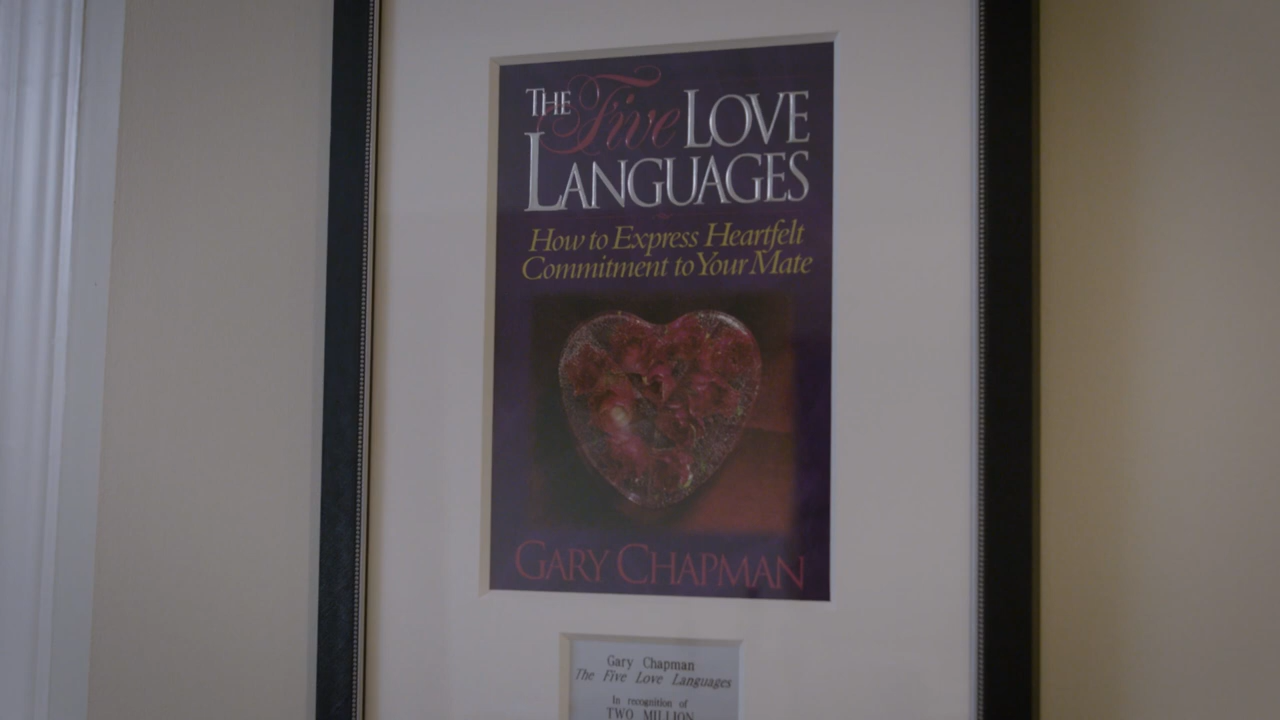 THE Five LOVE
LANGUAGES
How to Express Heartfelt
Commitment to Your Mate
GARY CHAPMAN
Gary Chapman
The Five Love Languages
In recognition of
TWO MILLION